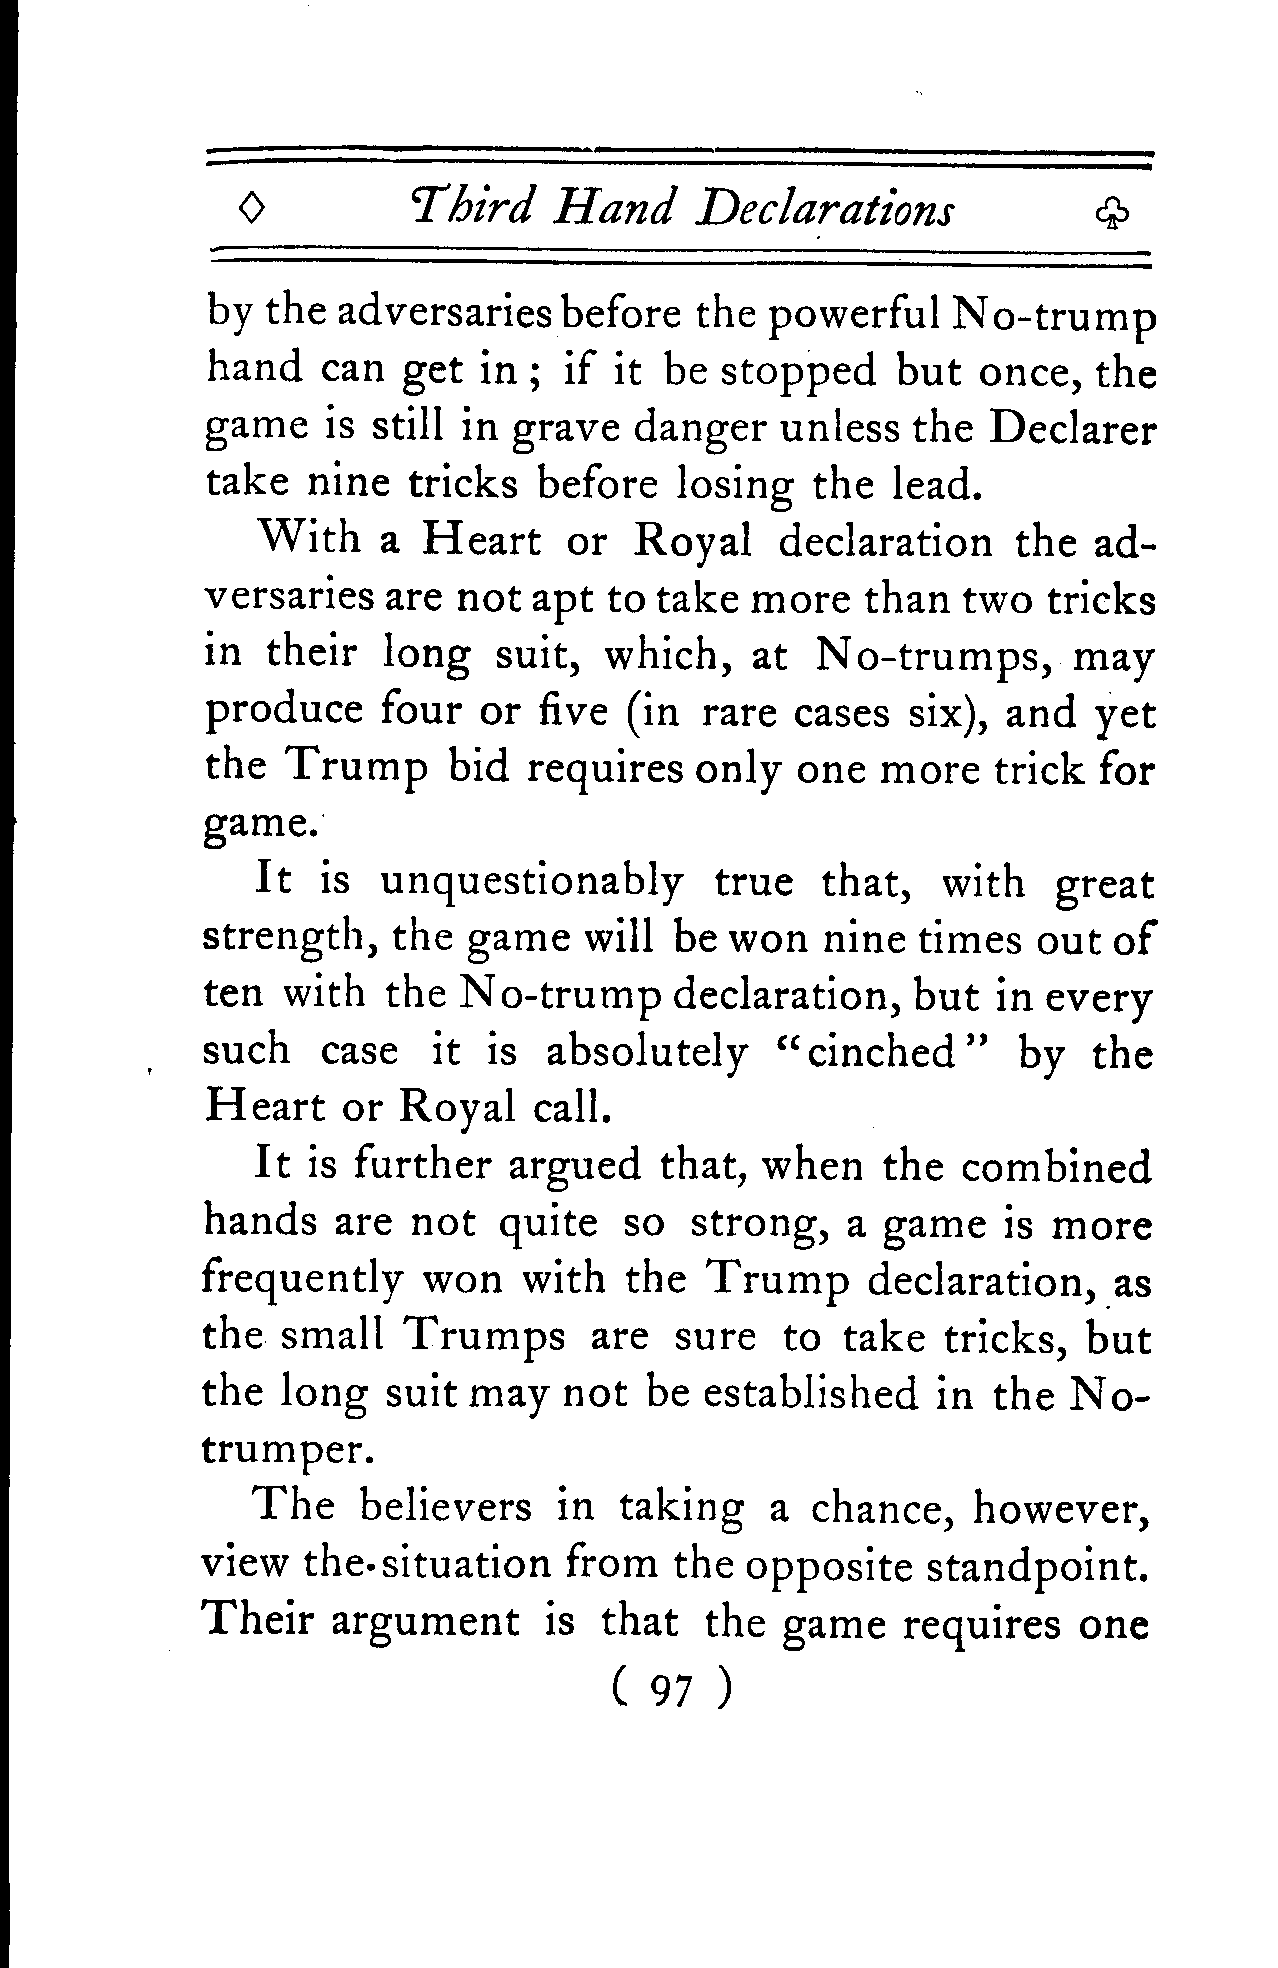 ◇ Third Hand Declarations ♧
by the adversaries before the powerful No-trump
hand can get in; if it be stopped but once, the
game is still in grave danger unless the Declarer
take nine tricks before losing the lead.
With a Heart or Royal declaration the ad-
versaries are not apt to take more than two tricks
in their long suit, which, at No-trumps, may
produce four or five (in rare cases six), and yet
the Trump bid requires only one more trick for
game.
It is unquestionably true that, with great
strength, the game will be won nine times out of
ten with the No-trump declaration, but in every
such case it is absolutely "cinched" by the
Heart or Royal call.
It is further argued that, when the combined
hands are not quite so strong, a game is more
frequently won with the Trump declaration, as
the small Trumps are sure to take tricks, but
the long suit may not be established in the No-
trumper.
The believers in taking a chance, however,
view the situation from the opposite standpoint.
Their argument is that the game requires one
( 97 )